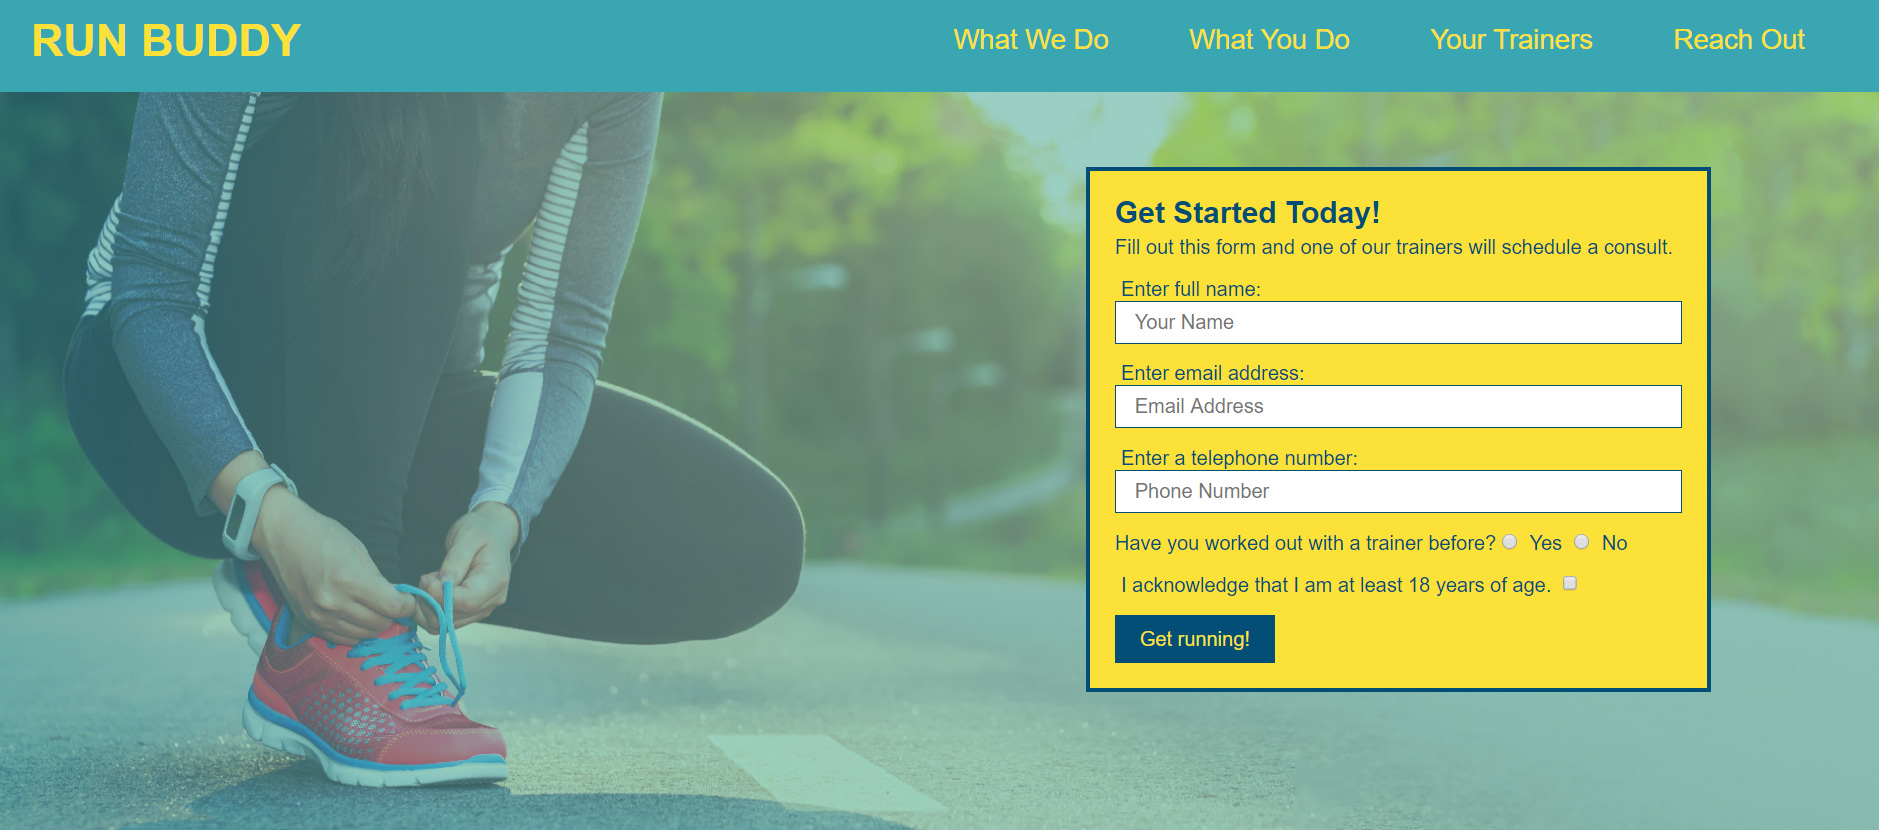 RUN BUDDY
What We Do What You Do Your Trainers Reach Out
Get Started Today!
Fill out this form and one of our trainers will schedule a consult.
Enter full name:
Your Name
Enter email address:
Email Address
Enter a telephone number:
Phone Number
Have you worked out with a trainer before? Yes No
I acknowledge that I am at least 18 years of age.
Get running!